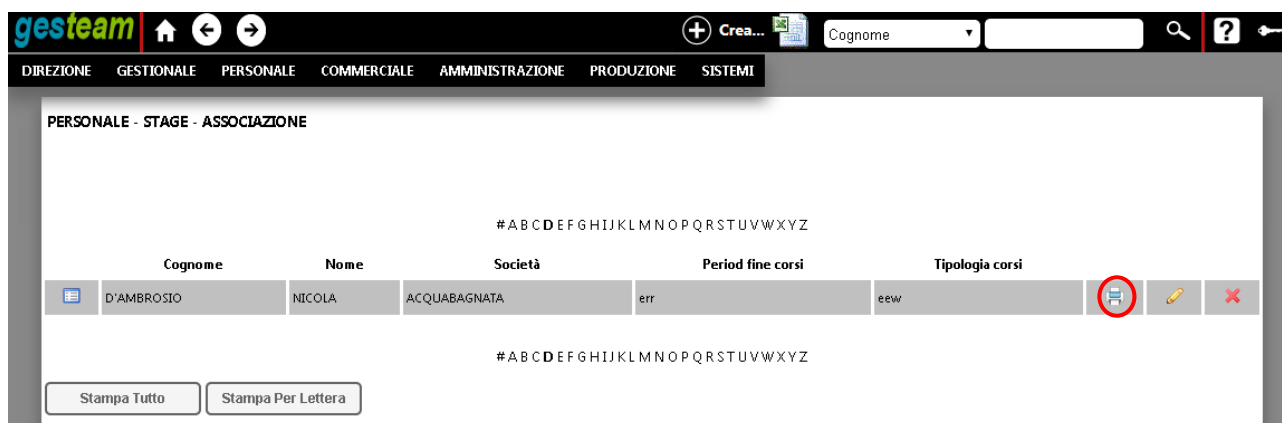 gesteam Crea... Cognome ?
DIREZIONE GESTIONALE PERSONALE COMMERCIALE AMMINISTRAZIONE PRODUZIONE SISTEMI
PERSONALE - STAGE - ASSOCIAZIONE
# A B C D E F G H I J K L M N O P Q R S T U V W X Y Z
Cognome Nome Società Period fine corsi Tipologia corsi
D'AMBROSIO NICOLA ACQUABAGNATA err eew
# A B C D E F G H I J K L M N O P Q R S T U V W X Y Z
Stampa Tutto Stampa Per Lettera